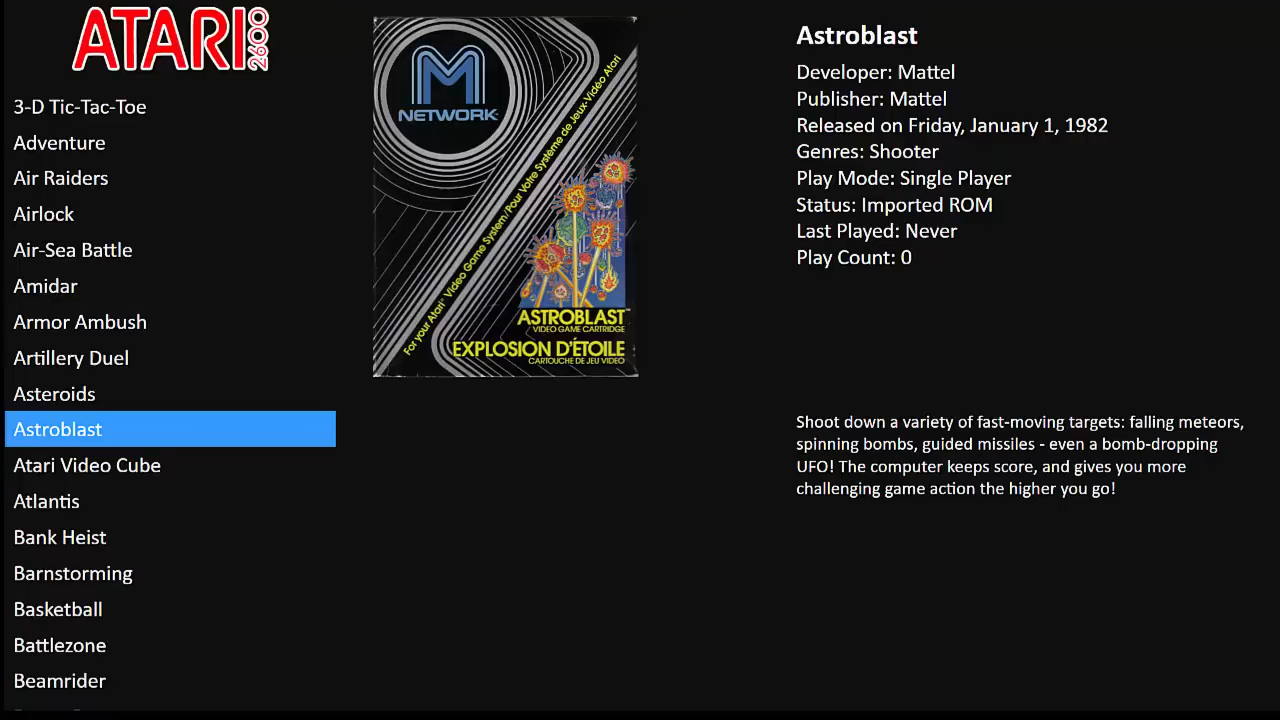 ATARI 2600
3-D Tic-Tac-Toe
Adventure
Air Raiders
Airlock
Air-Sea Battle
Amidar
Armor Ambush
Artillery Duel
Asteroids
Astroblast
Atari Video Cube
Atlantis
Bank Heist
Barnstorming
Basketball
Battlezone
Beamrider
M
NETWORK
For your Atari® Video Game System/Pour Votre Système de Jeux-Vidéo Atari
ASTROBLAST™
VIDEO GAME CARTRIDGE
EXPLOSION D'ÉTOILE
CARTOUCHE DE JEU VIDEO
Astroblast
Developer: Mattel
Publisher: Mattel
Released on Friday, January 1, 1982
Genres: Shooter
Play Mode: Single Player
Status: Imported ROM
Last Played: Never
Play Count: 0
Shoot down a variety of fast-moving targets: falling meteors,
spinning bombs, guided missiles - even a bomb-dropping
UFO! The computer keeps score, and gives you more
challenging game action the higher you go!